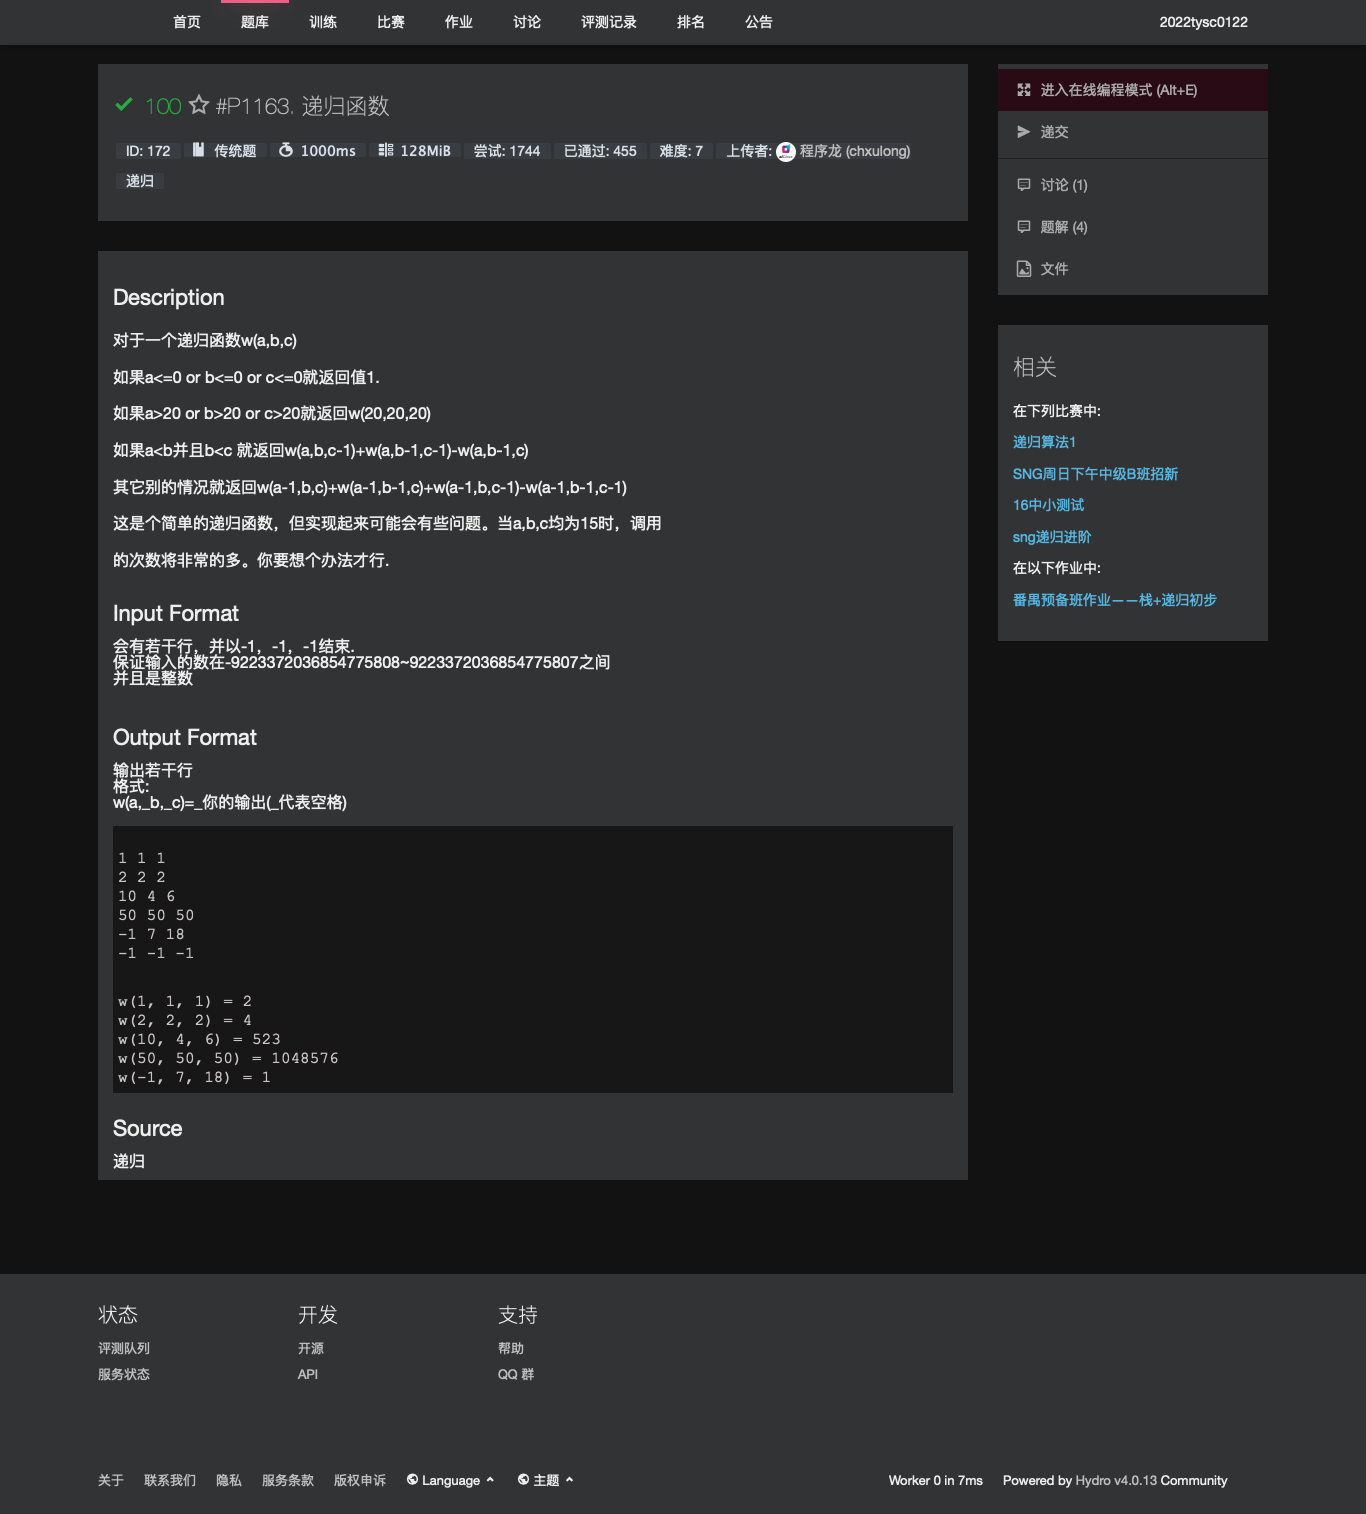 首页 题库 训练 比赛 作业 讨论 评测记录 排名 公告 2022tysc0122
100 #P1163. 递归函数
ID: 172 传统题 1000ms 128MiB 尝试: 1744 已通过: 455 难度: 7 上传者: 程序龙 (chxulong)
递归
Description
对于一个递归函数w(a,b,c)
如果a<=0 or b<=0 or c<=0就返回值1.
如果a>20 or b>20 or c>20就返回w(20,20,20)
如果a<b并且b<c 就返回w(a,b,c-1)+w(a,b-1,c-1)-w(a,b-1,c)
其它别的情况就返回w(a-1,b,c)+w(a-1,b-1,c)+w(a-1,b,c-1)-w(a-1,b-1,c-1)
这是个简单的递归函数，但实现起来可能会有些问题。当a,b,c均为15时，调用
的次数将非常的多。你要想个办法才行.
Input Format
会有若干行，并以-1，-1，-1结束.
保证输入的数在-9223372036854775808~9223372036854775807之间
并且是整数
Output Format
输出若干行
格式:
w(a,_b,_c)=_你的输出(_代表空格)
1 1 1
2 2 2
10 4 6
50 50 50
-1 7 18
-1 -1 -1
w(1, 1, 1) = 2
w(2, 2, 2) = 4
w(10, 4, 6) = 523
w(50, 50, 50) = 1048576
w(-1, 7, 18) = 1
Source
递归
进入在线编程模式 (Alt+E)
递交
讨论 (1)
题解 (4)
文件
相关
在下列比赛中:
递归算法1
SNG周日下午中级B班招新
16中小测试
sng递归进阶
在以下作业中:
番禺预备班作业——栈+递归初步
状态 开发 支持
评测队列 开源 帮助
服务状态 API QQ 群
关于 联系我们 隐私 服务条款 版权申诉 Language 主题 Worker 0 in 7ms Powered by Hydro v4.0.13 Community